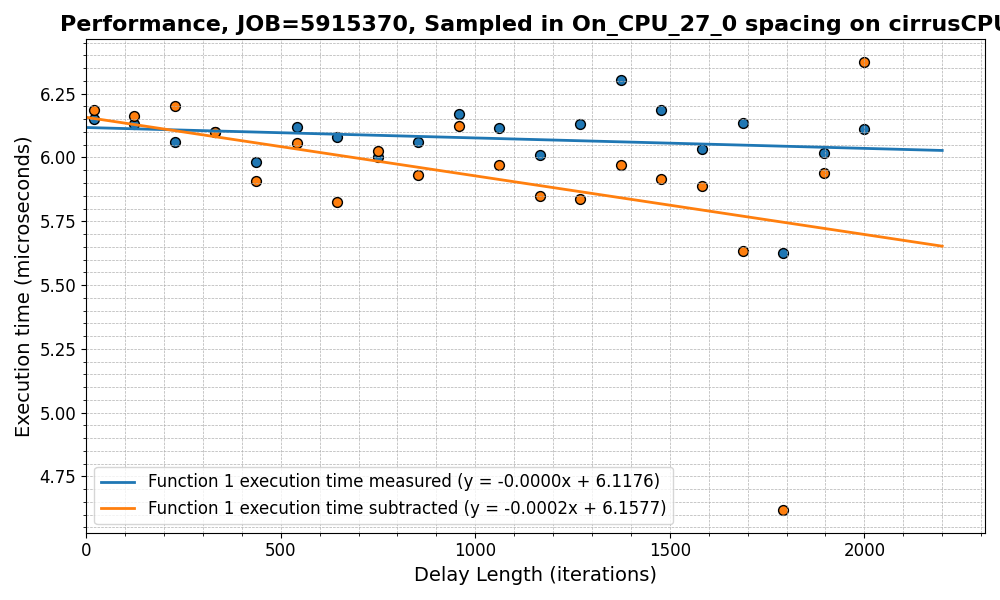 Performance, JOB=5915370, Sampled in On_CPU_27_0 spacing on cirrusCPU
Execution time (microseconds)
6.25
6.00
5.75
5.50
5.25
5.00
4.75
Function 1 execution time measured (y = -0.0000x + 6.1176)
Function 1 execution time subtracted (y = -0.0002x + 6.1577)
0 500 1000 1500 2000
Delay Length (iterations)